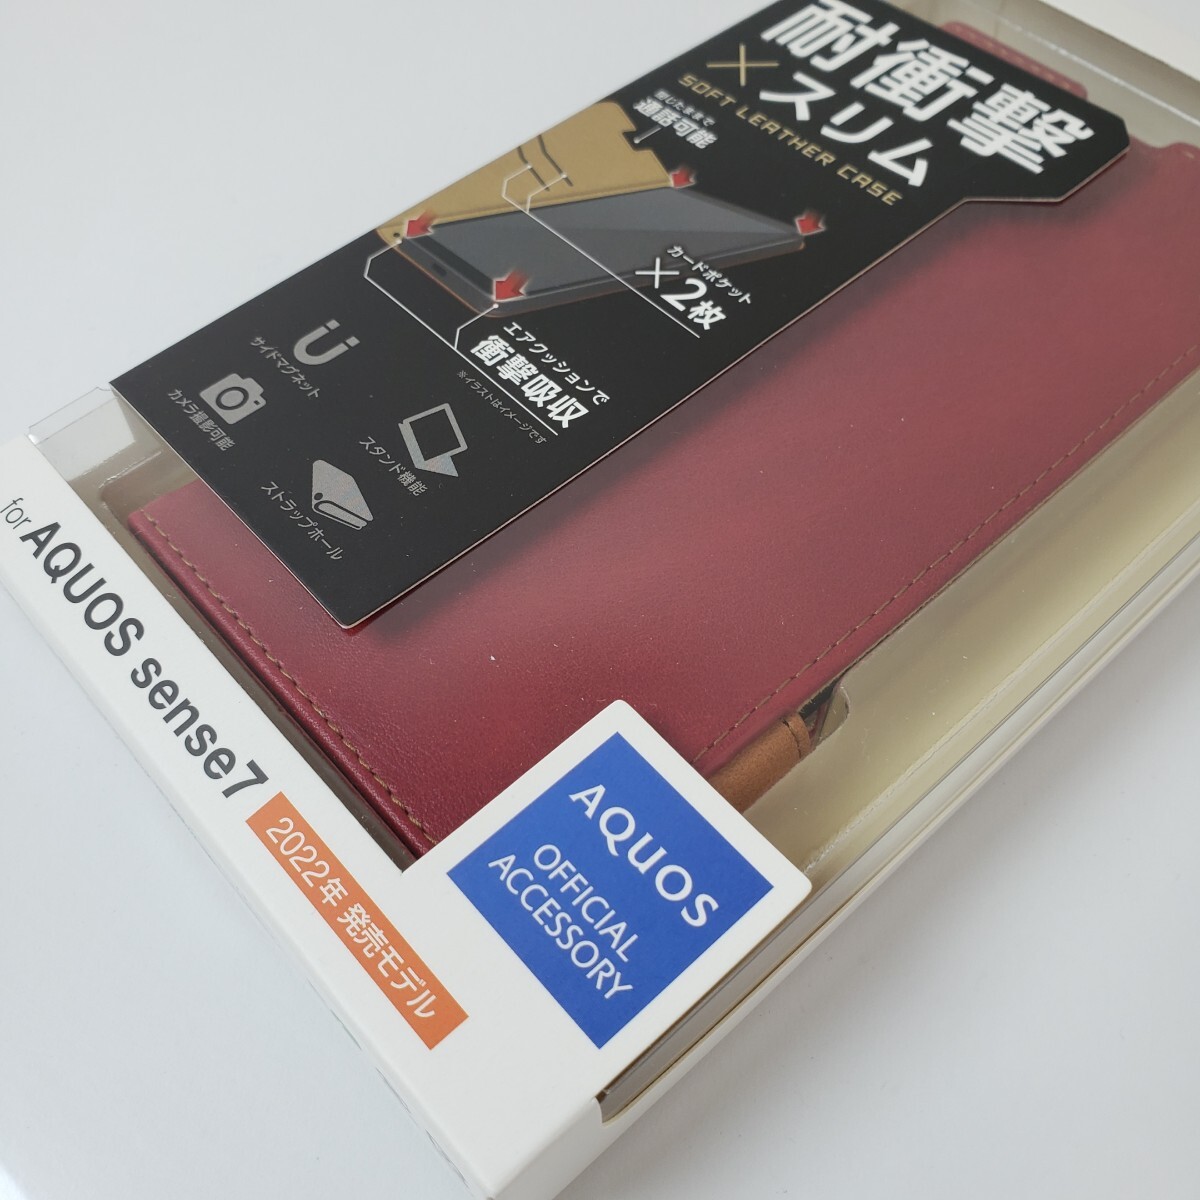 耐衝撃
×スリム
SOFT LEATHER CASE
閉じたままで
通話可能
カードポケット
×2枚
エアクッションで
衝撃吸収
※イラストはイメージです
サイドマグネット
カメラ撮影可能
スタンド機能
ストラップホール
for AQUOS sense7
2022年 発売モデル
AQUOS
OFFICIAL
ACCESSORY